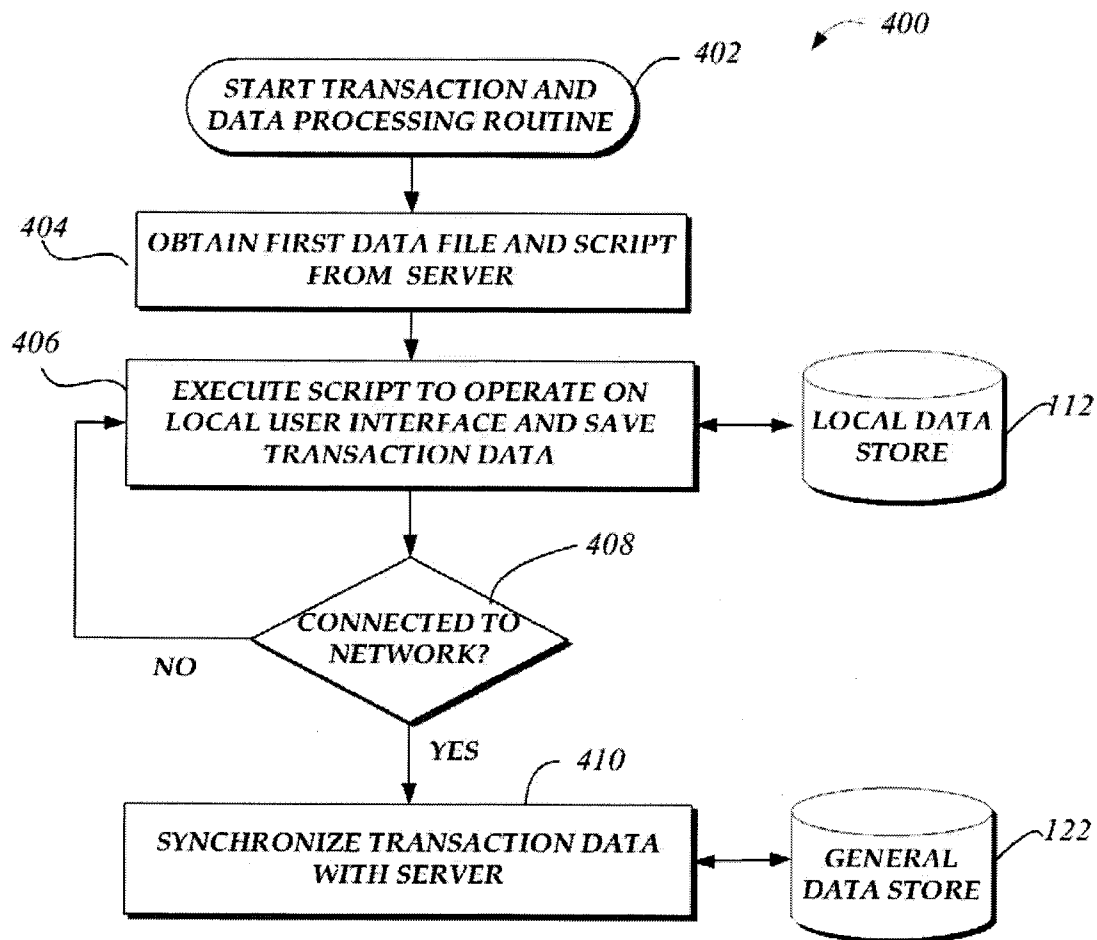 400
402
START TRANSACTION AND
DATA PROCESSING ROUTINE
404
OBTAIN FIRST DATA FILE AND SCRIPT
FROM SERVER
406
EXECUTE SCRIPT TO OPERATE ON
LOCAL USER INTERFACE AND SAVE
TRANSACTION DATA
LOCAL DATA
STORE
112
408
CONNECTED TO
NETWORK?
NO
YES
410
SYNCHRONIZE TRANSACTION DATA
WITH SERVER
GENERAL
DATA STORE
122